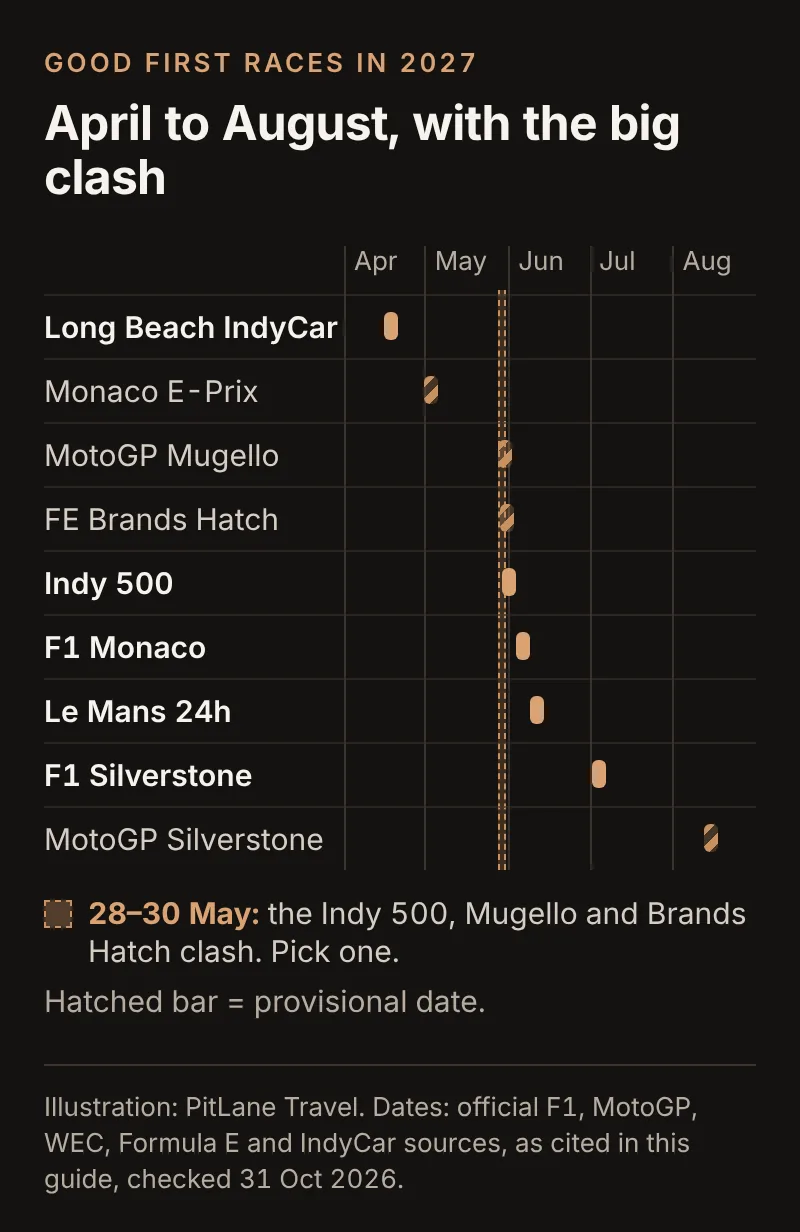 GOOD FIRST RACES IN 2027
April to August, with the big
clash
Apr May Jun Jul Aug
Long Beach IndyCar
Monaco E-Prix
MotoGP Mugello
FE Brands Hatch
Indy 500
F1 Monaco
Le Mans 24h
F1 Silverstone
MotoGP Silverstone
28–30 May: the Indy 500, Mugello and Brands
Hatch clash. Pick one.
Hatched bar = provisional date.
Illustration: PitLane Travel. Dates: official F1, MotoGP,
WEC, Formula E and IndyCar sources, as cited in this
guide, checked 31 Oct 2026.